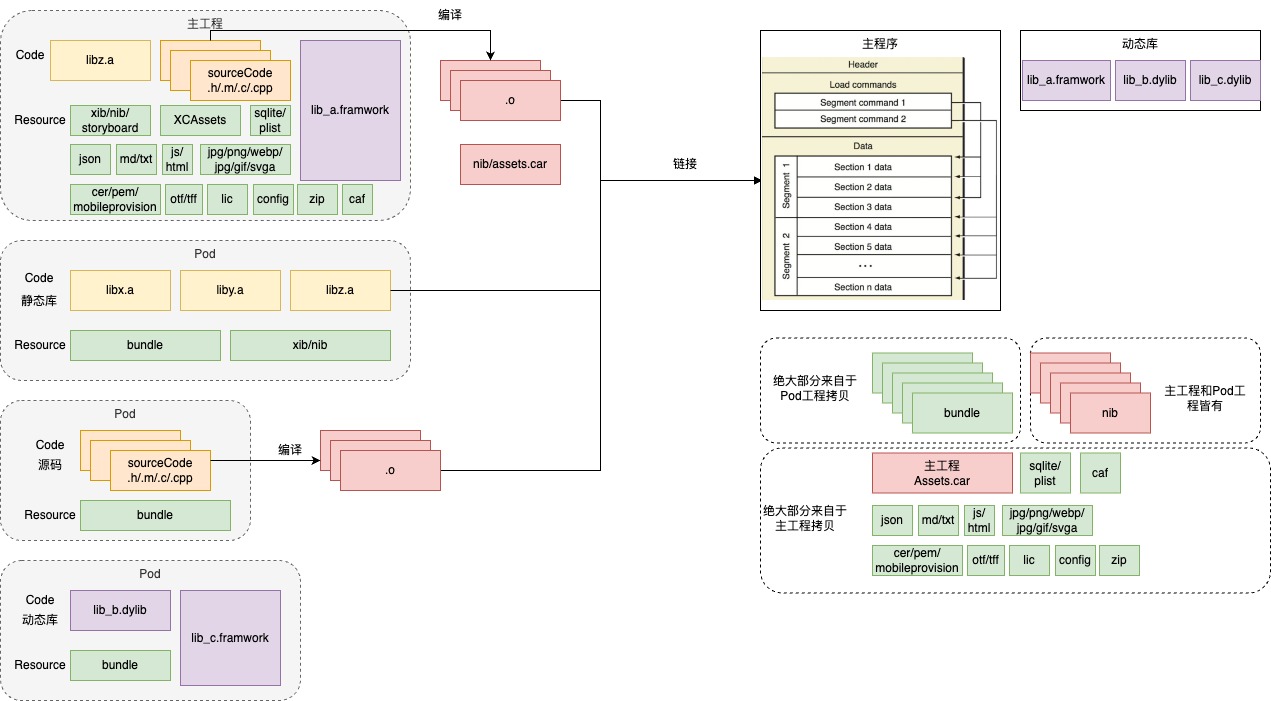 主工程
Code
libz.a
sourceCode
.h/.m/.c/.cpp
lib_a.framwork
Resource
xib/nib/
storyboard
XCAssets
sqlite/
plist
json
md/txt
js/
html
jpg/png/webp/
jpg/gif/svga
cer/pem/
mobileprovision
otf/tff
lic
config
zip
caf
编译
.o
nib/assets.car
Pod
Code
静态库
libx.a
liby.a
libz.a
Resource
bundle
xib/nib
Pod
Code
源码
sourceCode
.h/.m/.c/.cpp
编译
.o
Resource
bundle
Pod
Code
动态库
lib_b.dylib
lib_c.framwork
Resource
bundle
链接
主程序
Header
Load commands
Segment command 1
Segment command 2
Data
Segment 1
Section 1 data
Section 2 data
Section 3 data
Segment 2
Section 4 data
Section 5 data
...
Section n data
动态库
lib_a.framwork
lib_b.dylib
lib_c.dylib
绝大部分来自于
Pod工程拷贝
bundle
nib
主工程和Pod工
程皆有
绝大部分来自于
主工程拷贝
主工程
Assets.car
sqlite/
plist
caf
json
md/txt
js/
html
jpg/png/webp/
jpg/gif/svga
cer/pem/
mobileprovision
otf/tff
lic
config
zip